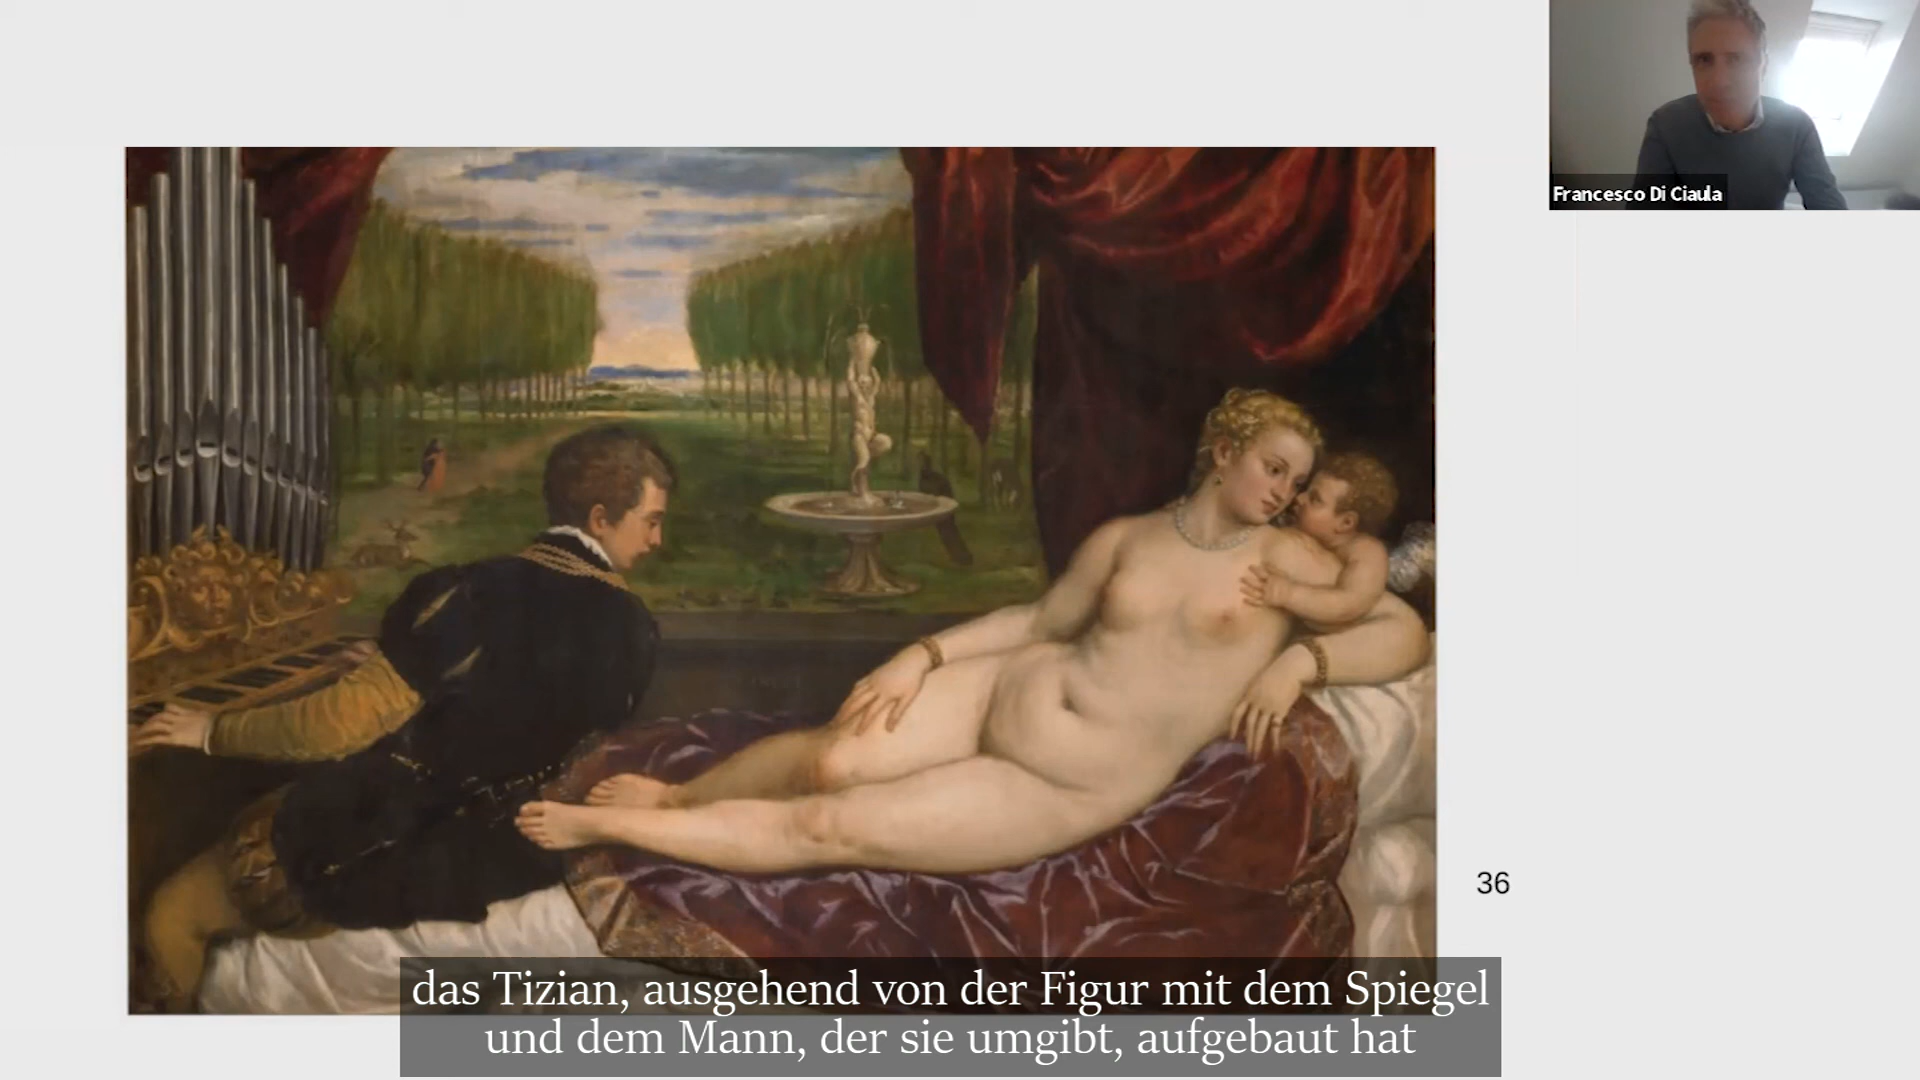 Francesco Di Ciaula
36
das Tizian, ausgehend von der Figur mit dem Spiegel
und dem Mann, der sie umgibt, aufgebaut hat